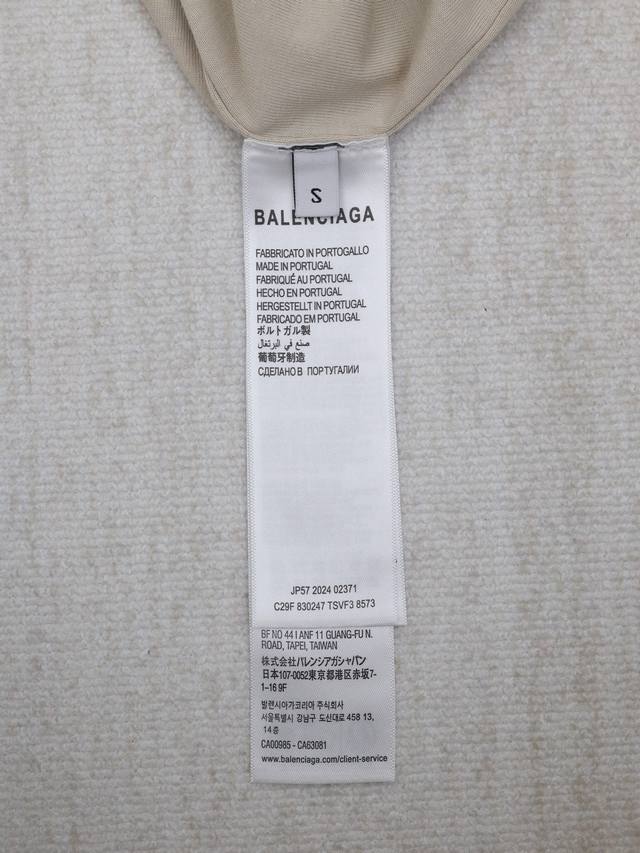 S
BALENCIAGA
FABBRICATO IN PORTOGALLO
MADE IN PORTUGAL
FABRIQUÉ AU PORTUGAL
HECHO EN PORTUGAL
HERGESTELLT IN PORTUGAL
FABRICADO EM PORTUGAL
ポルトガル製
صنع في البرتغال
葡萄牙制造
СДЕЛАНО В ПОРТУГАЛИИ
JP57 2024 02371
C29F 830247 TSVF3 8573
BF NO 44 I ANF 11 GUANG-FU N.
ROAD, TAPEI, TAIWAN
株式会社バレンシアガジャパン
日本107-0052東京都港区赤坂7-
1-16 9F
발렌시아가코리아 주식회사
서울특별시 강남구 도산대로 458 13,
14층
CA00985 - CA63081
www.balenciaga.com/client-service